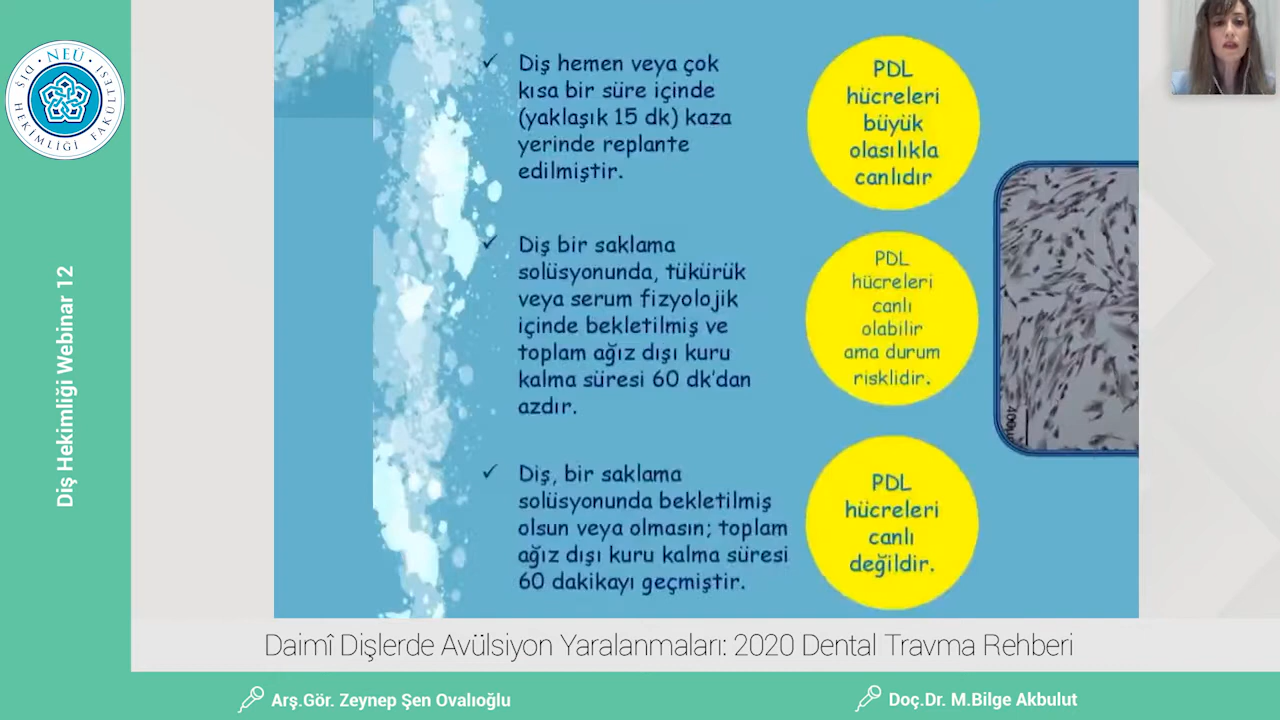 NEÜ
DİŞ HEKİMLİĞİ FAKÜLTESİ
Diş Hekimliği Webinar 12
✓ Diş hemen veya çok
kısa bir süre içinde
(yaklaşık 15 dk) kaza
yerinde replante
edilmiştir.
PDL
hücreleri
büyük
olasılıkla
canlıdır
✓ Diş bir saklama
solüsyonunda, tükürük
veya serum fizyolojik
içinde bekletilmiş ve
toplam ağız dışı kuru
kalma süresi 60 dk'dan
azdır.
PDL
hücreleri
canlı
olabilir
ama durum
risklidir.
✓ Diş, bir saklama
solüsyonunda bekletilmiş
olsun veya olmasın; toplam
ağız dışı kuru kalma süresi
60 dakikayı geçmiştir.
PDL
hücreleri
canlı
değildir.
Daimî Dişlerde Avülsiyon Yaralanmaları: 2020 Dental Travma Rehberi
Arş.Gör. Zeynep Şen Ovalıoğlu
Doç.Dr. M.Bilge Akbulut